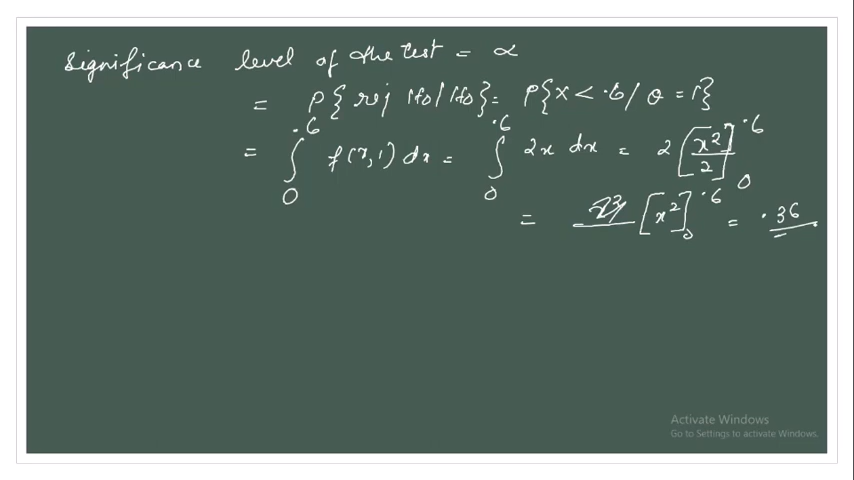 Significance level of the test = α
= P{rej H0/H0} = P{X < .6/θ = 1}
= ∫₀^.6 f(x,1) dx = ∫₀^.6 2x dx = 2[x²/2]₀^.6
= [x²]₀^.6 = .36
Activate Windows
Go to Settings to activate Windows.